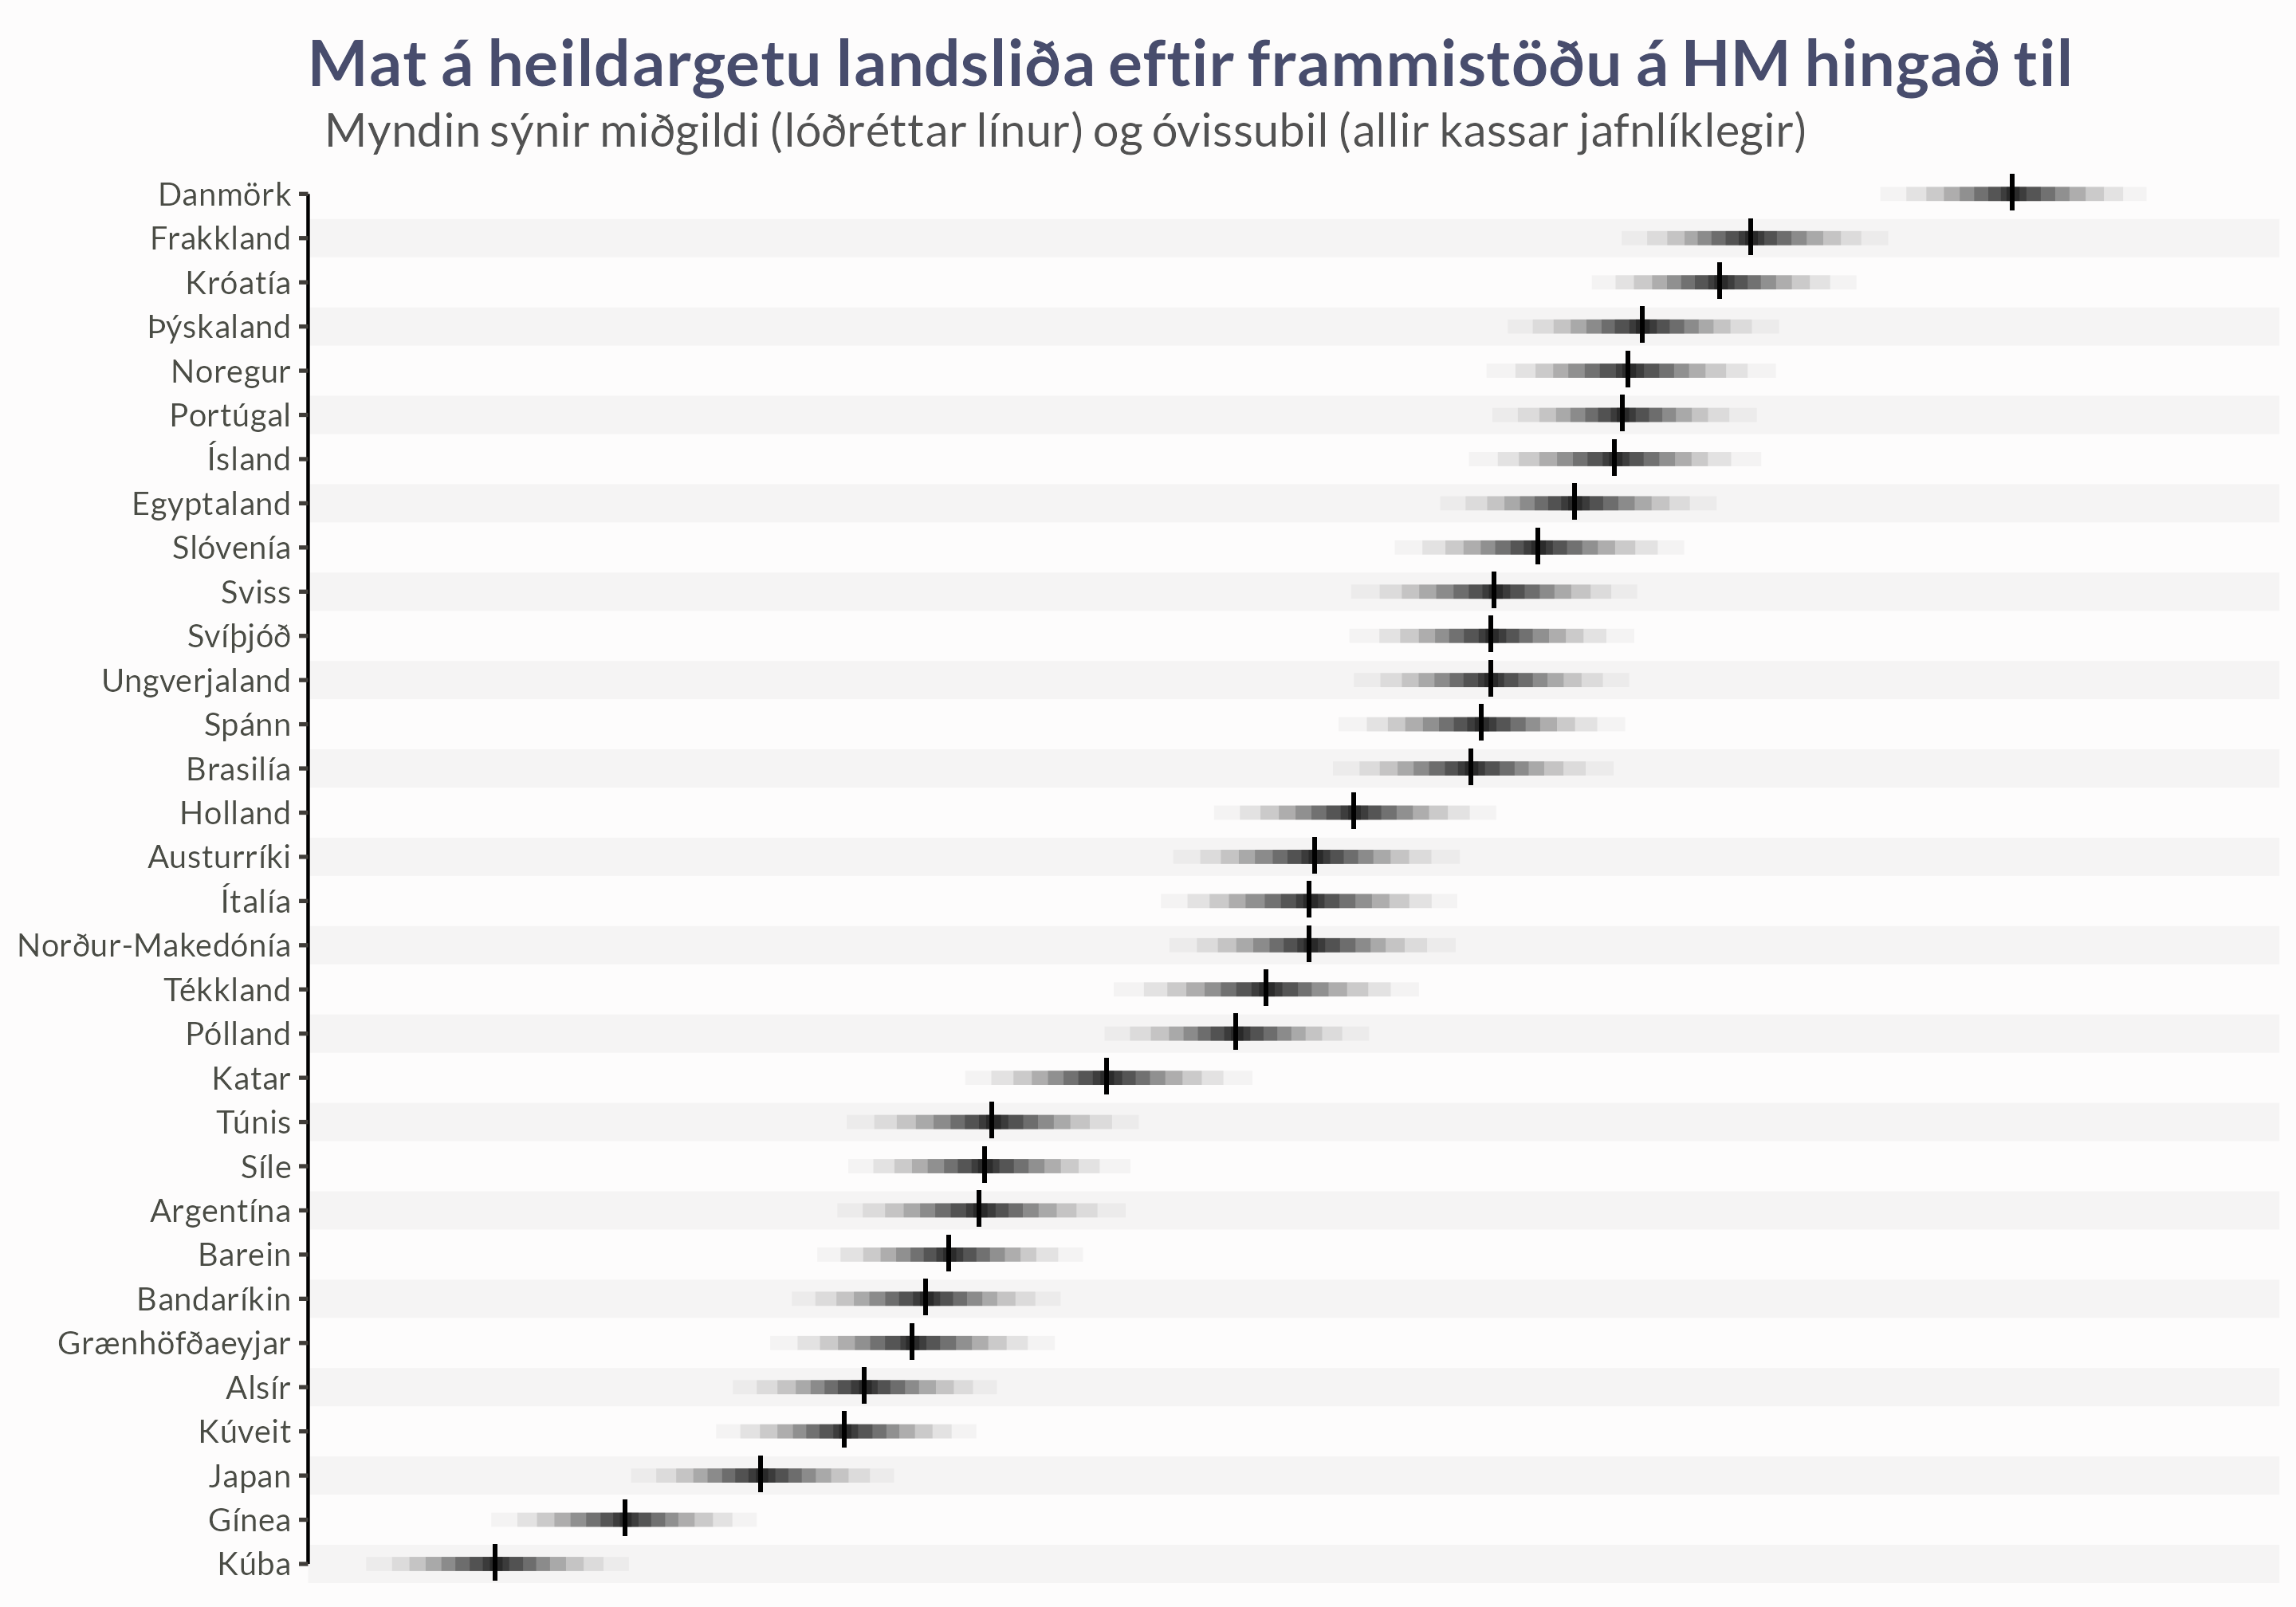 Mat á heildargetu landsliða eftir frammistöðu á HM hingað til
Myndin sýnir miðgildi (lóðréttar línur) og óvissubil (allir kassar jafnlíklegir)
Danmörk
Frakkland
Króatía
Þýskaland
Noregur
Portúgal
Ísland
Egyptaland
Slóvenía
Sviss
Svíþjóð
Ungverjaland
Spánn
Brasilía
Holland
Austurríki
Ítalía
Norður-Makedónía
Tékkland
Pólland
Katar
Túnis
Síle
Argentína
Barein
Bandaríkin
Grænhöfðaeyjar
Alsír
Kúveit
Japan
Gínea
Kúba